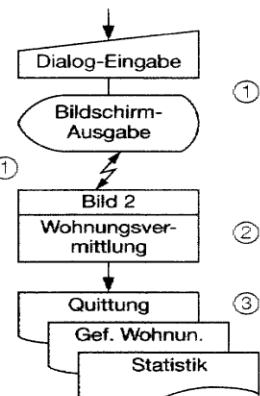 Dialog-Eingabe
1
Bildschirm-
Ausgabe
1
Bild 2
Wohnungsver-
mittlung
2
Quittung
3
Gef. Wohnun.
Statistik